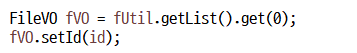 FileVO fVO = fUtil.getList().get(0);
fVO.setId(id);